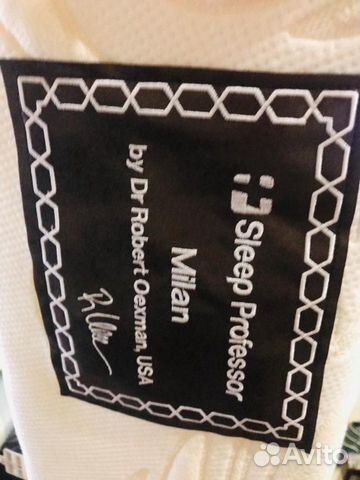 Sleep Professor
Milan
by Dr Robert Oexman, USA
Avito